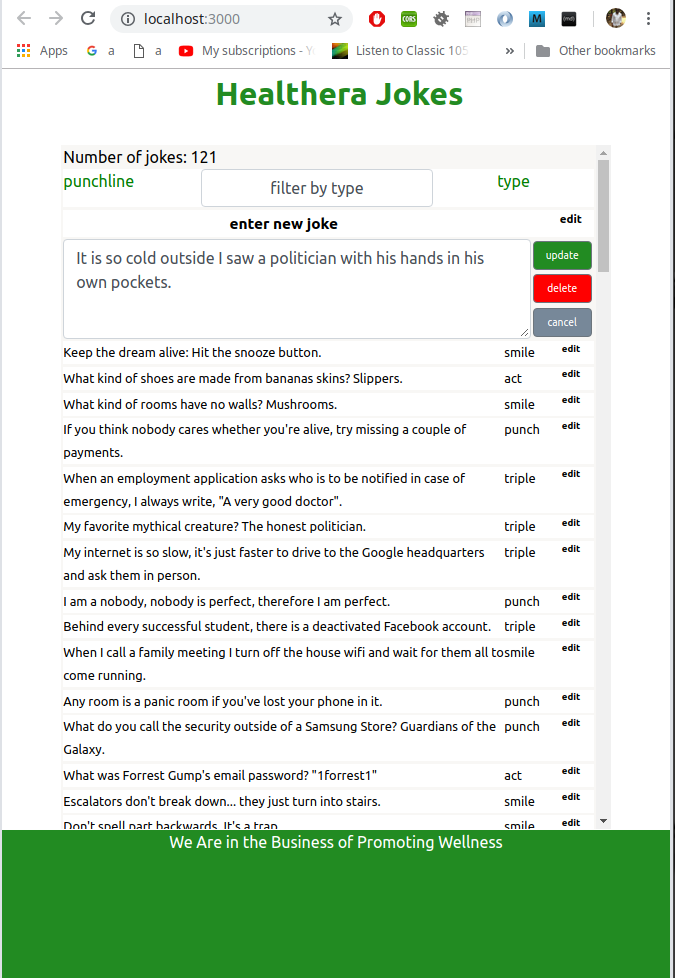 localhost:3000
CORS
PHP
M
{md}
Apps
G a
a
My subscriptions - Y
Listen to Classic 105
»
Other bookmarks
Healthera Jokes
Number of jokes: 121
punchline filter by type type
enter new joke edit
It is so cold outside I saw a politician with his hands in his
own pockets.
update
delete
cancel
Keep the dream alive: Hit the snooze button. smile edit
What kind of shoes are made from bananas skins? Slippers. act edit
What kind of rooms have no walls? Mushrooms. smile edit
If you think nobody cares whether you're alive, try missing a couple of punch edit
payments.
When an employment application asks who is to be notified in case of triple edit
emergency, I always write, "A very good doctor".
My favorite mythical creature? The honest politician. triple edit
My internet is so slow, it's just faster to drive to the Google headquarters triple edit
and ask them in person.
I am a nobody, nobody is perfect, therefore I am perfect. punch edit
Behind every successful student, there is a deactivated Facebook account. triple edit
When I call a family meeting I turn off the house wifi and wait for them all to smile edit
come running.
Any room is a panic room if you've lost your phone in it. punch edit
What do you call the security outside of a Samsung Store? Guardians of the punch edit
Galaxy.
What was Forrest Gump's email password? "1forrest1" act edit
Escalators don't break down... they just turn into stairs. smile edit
Don't spell part backwards. It's a trap. smile edit
We Are in the Business of Promoting Wellness